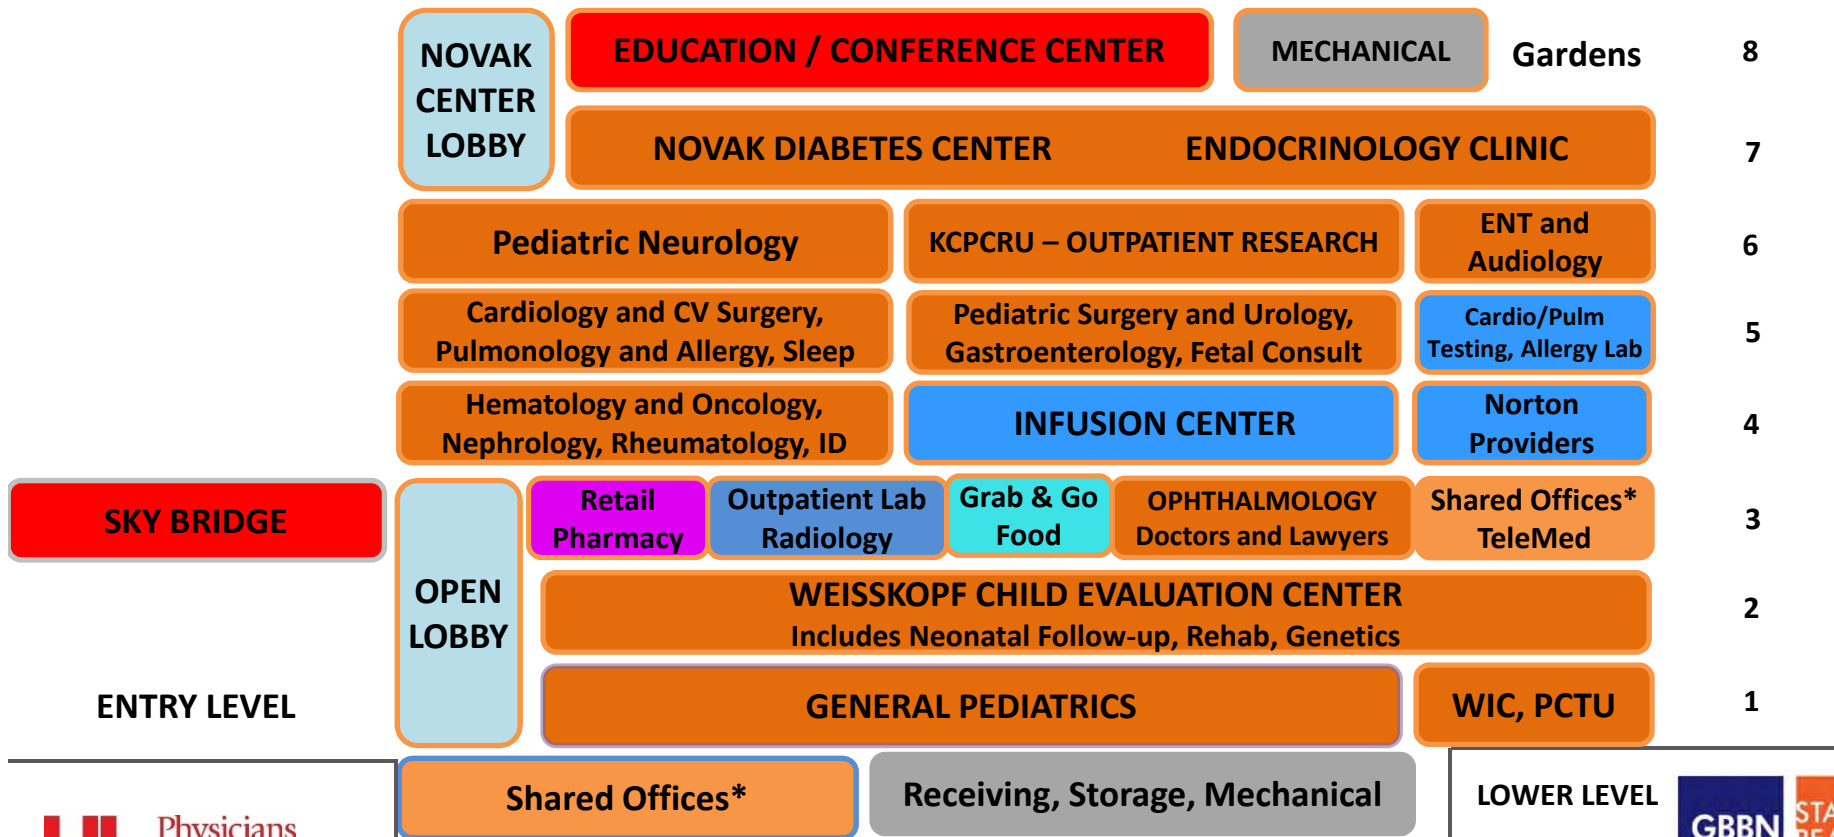 NOVAK
CENTER
LOBBY
EDUCATION / CONFERENCE CENTER
MECHANICAL
Gardens
8
NOVAK DIABETES CENTER
ENDOCRINOLOGY CLINIC
7
Pediatric Neurology
KCPCRU – OUTPATIENT RESEARCH
ENT and
Audiology
6
Cardiology and CV Surgery,
Pulmonology and Allergy, Sleep
Pediatric Surgery and Urology,
Gastroenterology, Fetal Consult
Cardio/Pulm
Testing, Allergy Lab
5
Hematology and Oncology,
Nephrology, Rheumatology, ID
INFUSION CENTER
Norton
Providers
4
SKY BRIDGE
OPEN
LOBBY
Retail
Pharmacy
Outpatient Lab
Radiology
Grab & Go
Food
OPHTHALMOLOGY
Doctors and Lawyers
Shared Offices*
TeleMed
3
WEISSKOPF CHILD EVALUATION CENTER
Includes Neonatal Follow-up, Rehab, Genetics
2
ENTRY LEVEL
GENERAL PEDIATRICS
WIC, PCTU
1
Shared Offices*
Receiving, Storage, Mechanical
LOWER LEVEL
Physicians
GBBN